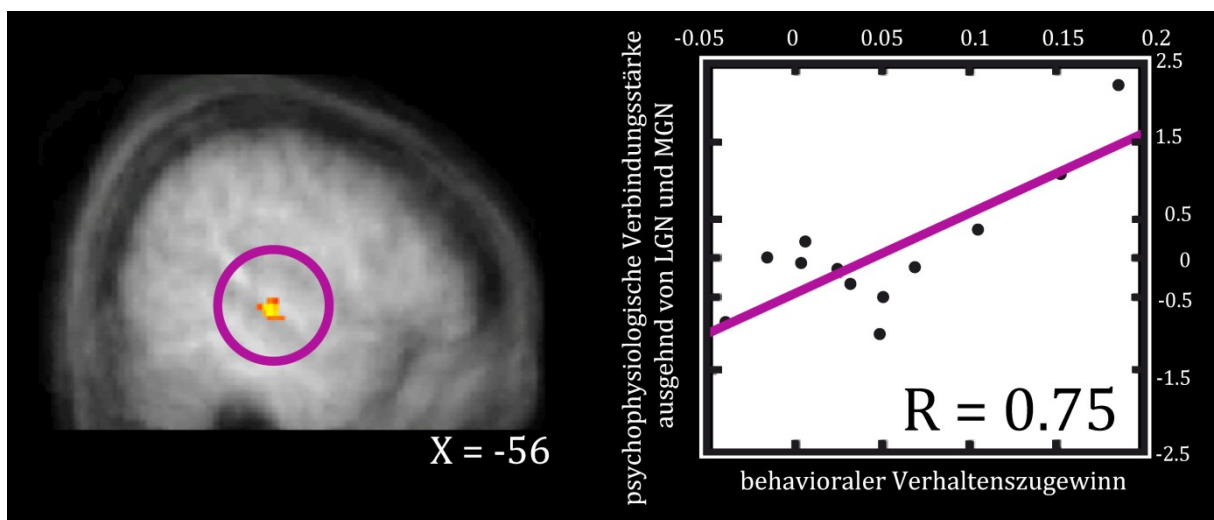 X = -56
psychophysiologische Verbindungsstärke
ausgehnd von LGN und MGN
-0.05 0 0.05 0.1 0.15 0.2
2.5
1.5
0.5
0
-0.5
-1.5
-2.5
R = 0.75
behavioraler Verhaltenszugewinn